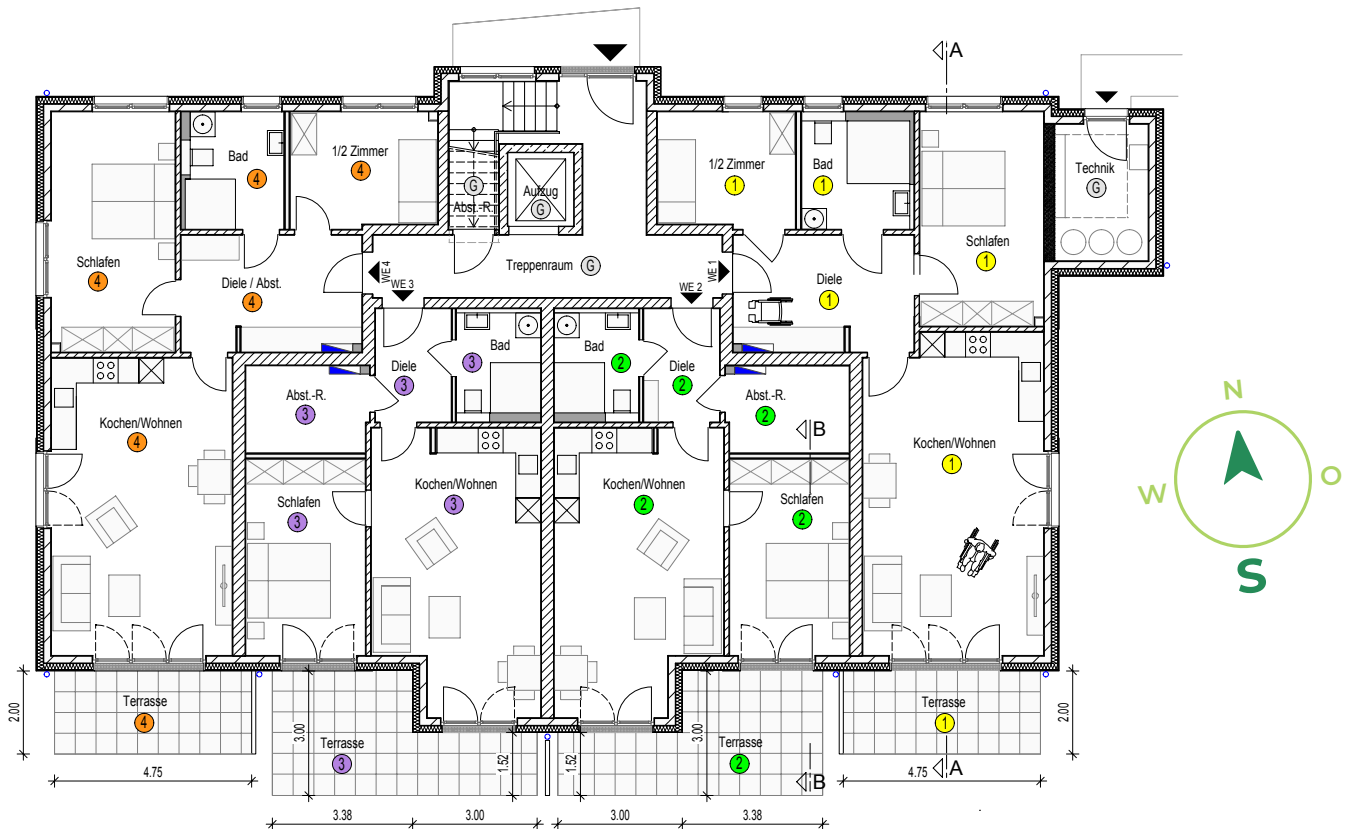 A
1/2 Zimmer
4
Bad
4
1/2 Zimmer
1
Bad
1
Technik
G
G
Abst.-R.
Aufzug
G
Schlafen
4
Diele / Abst.
4
WE 4
WE 3
Treppenraum G
WE 2
WE 1
Diele
1
Schlafen
1
Bad
3
Bad
2
Diele
3
Diele
2
Abst.-R.
3
Abst.-R.
2
B
Kochen/Wohnen
4
Kochen/Wohnen
1
Kochen/Wohnen
3
Kochen/Wohnen
2
Schlafen
3
Schlafen
2
N
W
O
S
Terrasse
4
Terrasse
3
Terrasse
2
Terrasse
1
2.00
3.00
1.52
1.52
3.00
2.00
4.75
B
4.75
A
3.38
3.00
3.00
3.38